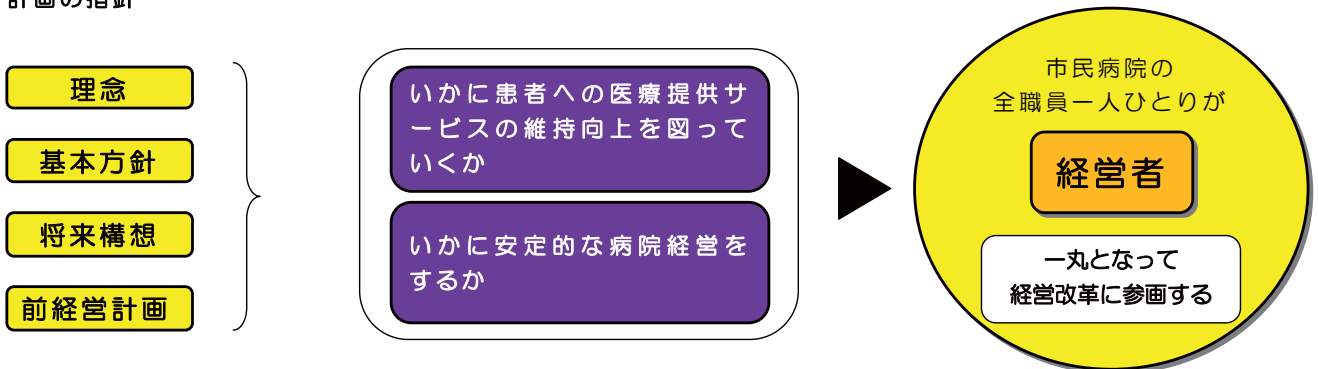 計画の指針
理念
基本方針
将来構想
前経営計画
いかに患者への医療提供サ
ービスの維持向上を図って
いくか
いかに安定的な病院経営を
するか
市民病院の
全職員一人ひとりが
経営者
一丸となって
経営改革に参画する